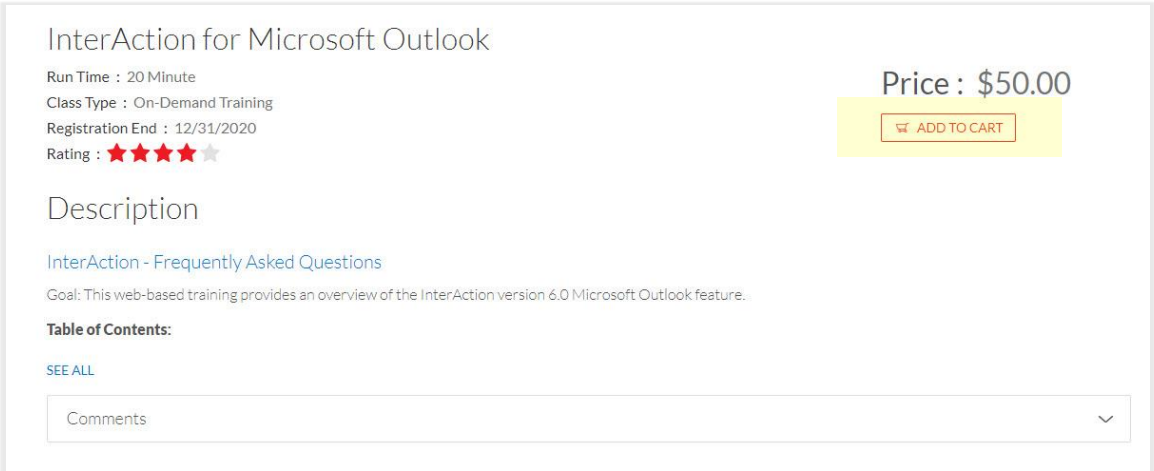 InterAction for Microsoft Outlook
Run Time : 20 Minute
Class Type : On-Demand Training
Registration End : 12/31/2020
Rating :
Price : $50.00
ADD TO CART
Description
InterAction - Frequently Asked Questions
Goal: This web-based training provides an overview of the InterAction version 6.0 Microsoft Outlook feature.
Table of Contents:
SEE ALL
Comments